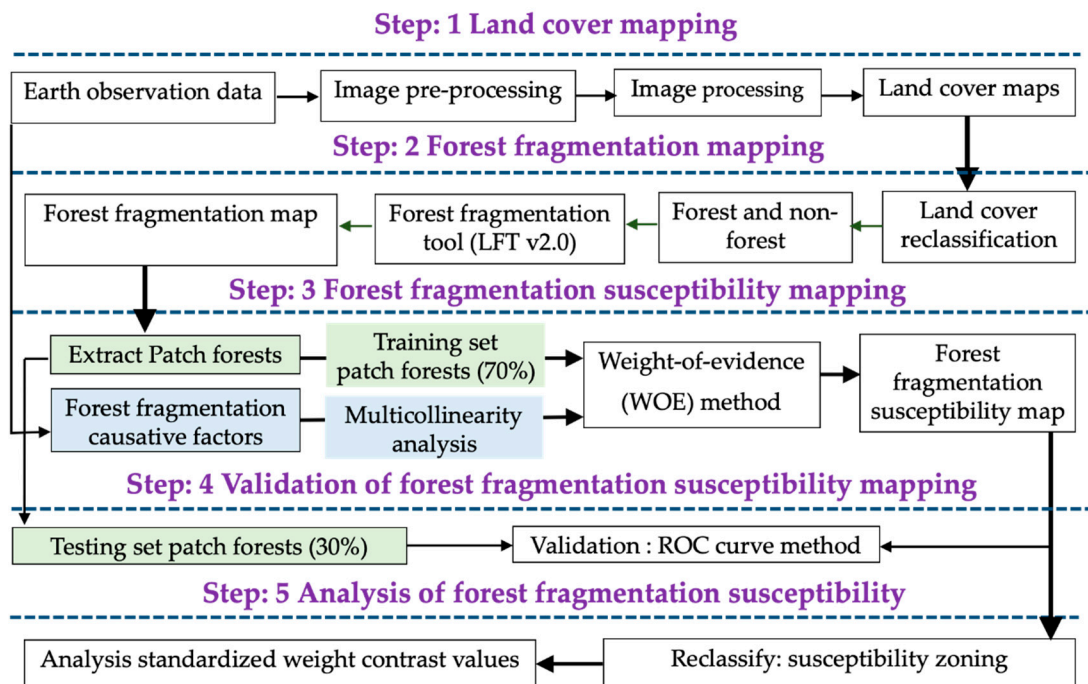 Step: 1 Land cover mapping
Earth observation data
Image pre-processing
Image processing
Land cover maps
Step: 2 Forest fragmentation mapping
Forest fragmentation map
Forest fragmentation
tool (LFT v2.0)
Forest and non-
forest
Land cover
reclassification
Step: 3 Forest fragmentation susceptibility mapping
Extract Patch forests
Training set
patch forests (70%)
Forest fragmentation
causative factors
Multicollinearity
analysis
Weight-of-evidence
(WOE) method
Forest
fragmentation
susceptibility map
Step: 4 Validation of forest fragmentation susceptibility mapping
Testing set patch forests (30%)
Validation : ROC curve method
Step: 5 Analysis of forest fragmentation susceptibility
Analysis standardized weight contrast values
Reclassify: susceptibility zoning